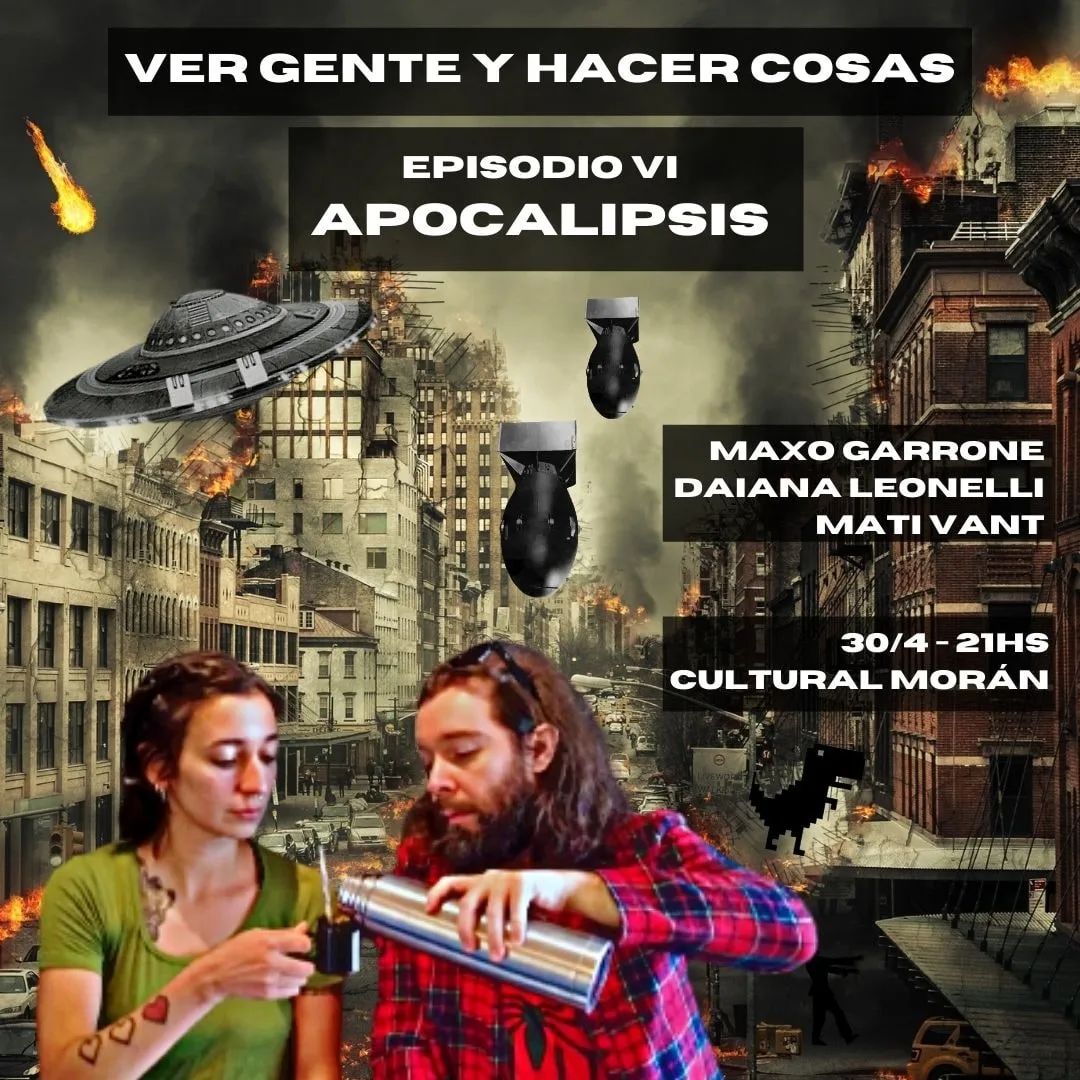 VER GENTE Y HACER COSAS
EPISODIO VI
APOCALIPSIS
MAXO GARRONE
DAIANA LEONELLI
MATI VANT
30/4 - 21HS
CULTURAL MORÁN